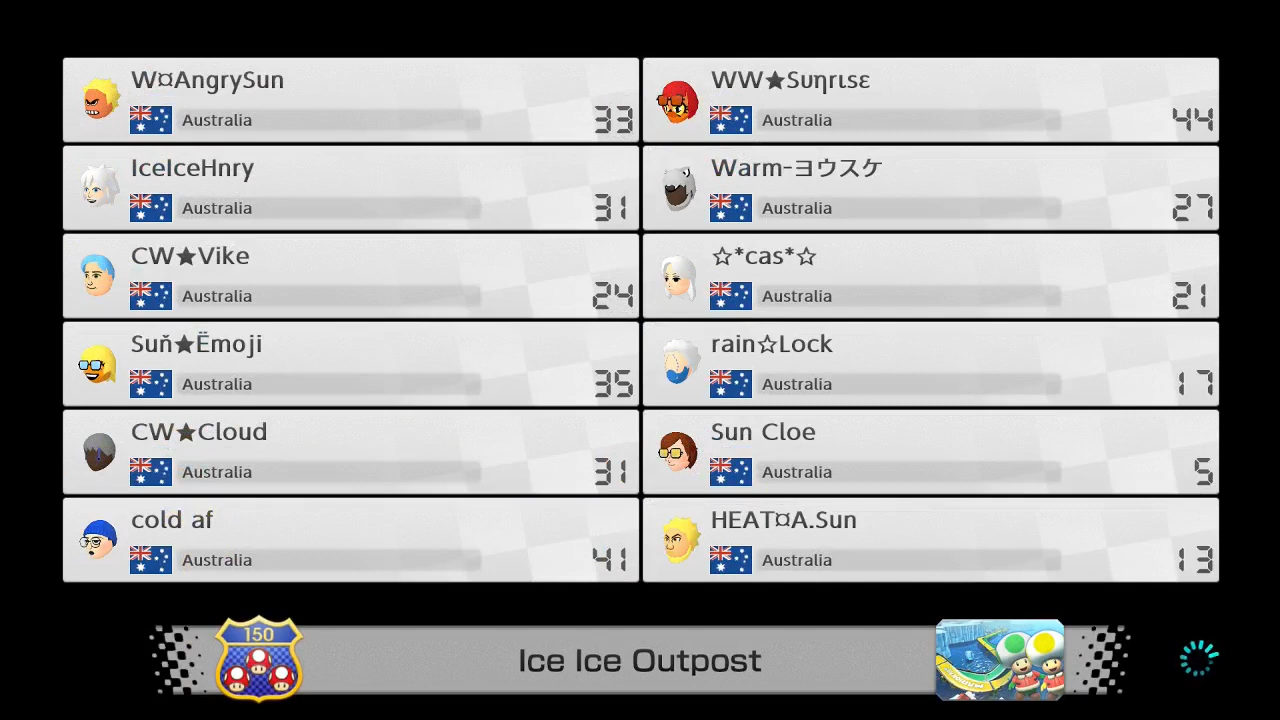 W¤AngrySun
Australia
33
WW★Sυηrιsε
Australia
44
IceIceHnry
Australia
31
Warm-ヨウスケ
Australia
27
CW★Vike
Australia
24
☆*cas*☆
Australia
21
Suň★Ëmoji
Australia
35
rain☆Lock
Australia
17
CW★Cloud
Australia
31
Sun Cloe
Australia
5
cold af
Australia
41
HEAT¤A.Sun
Australia
13
150
Ice Ice Outpost